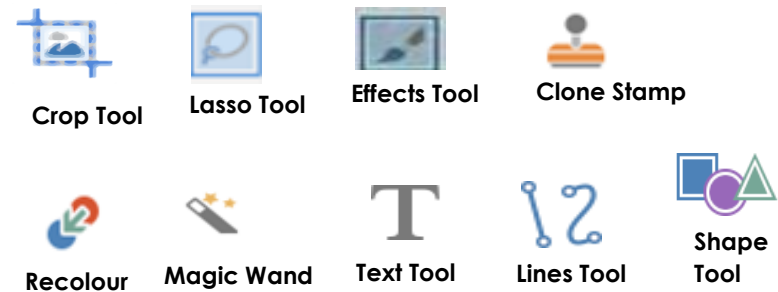 Crop Tool
Lasso Tool
Effects Tool
Clone Stamp
Recolour
Magic Wand
T
Text Tool
Lines Tool
Shape
Tool